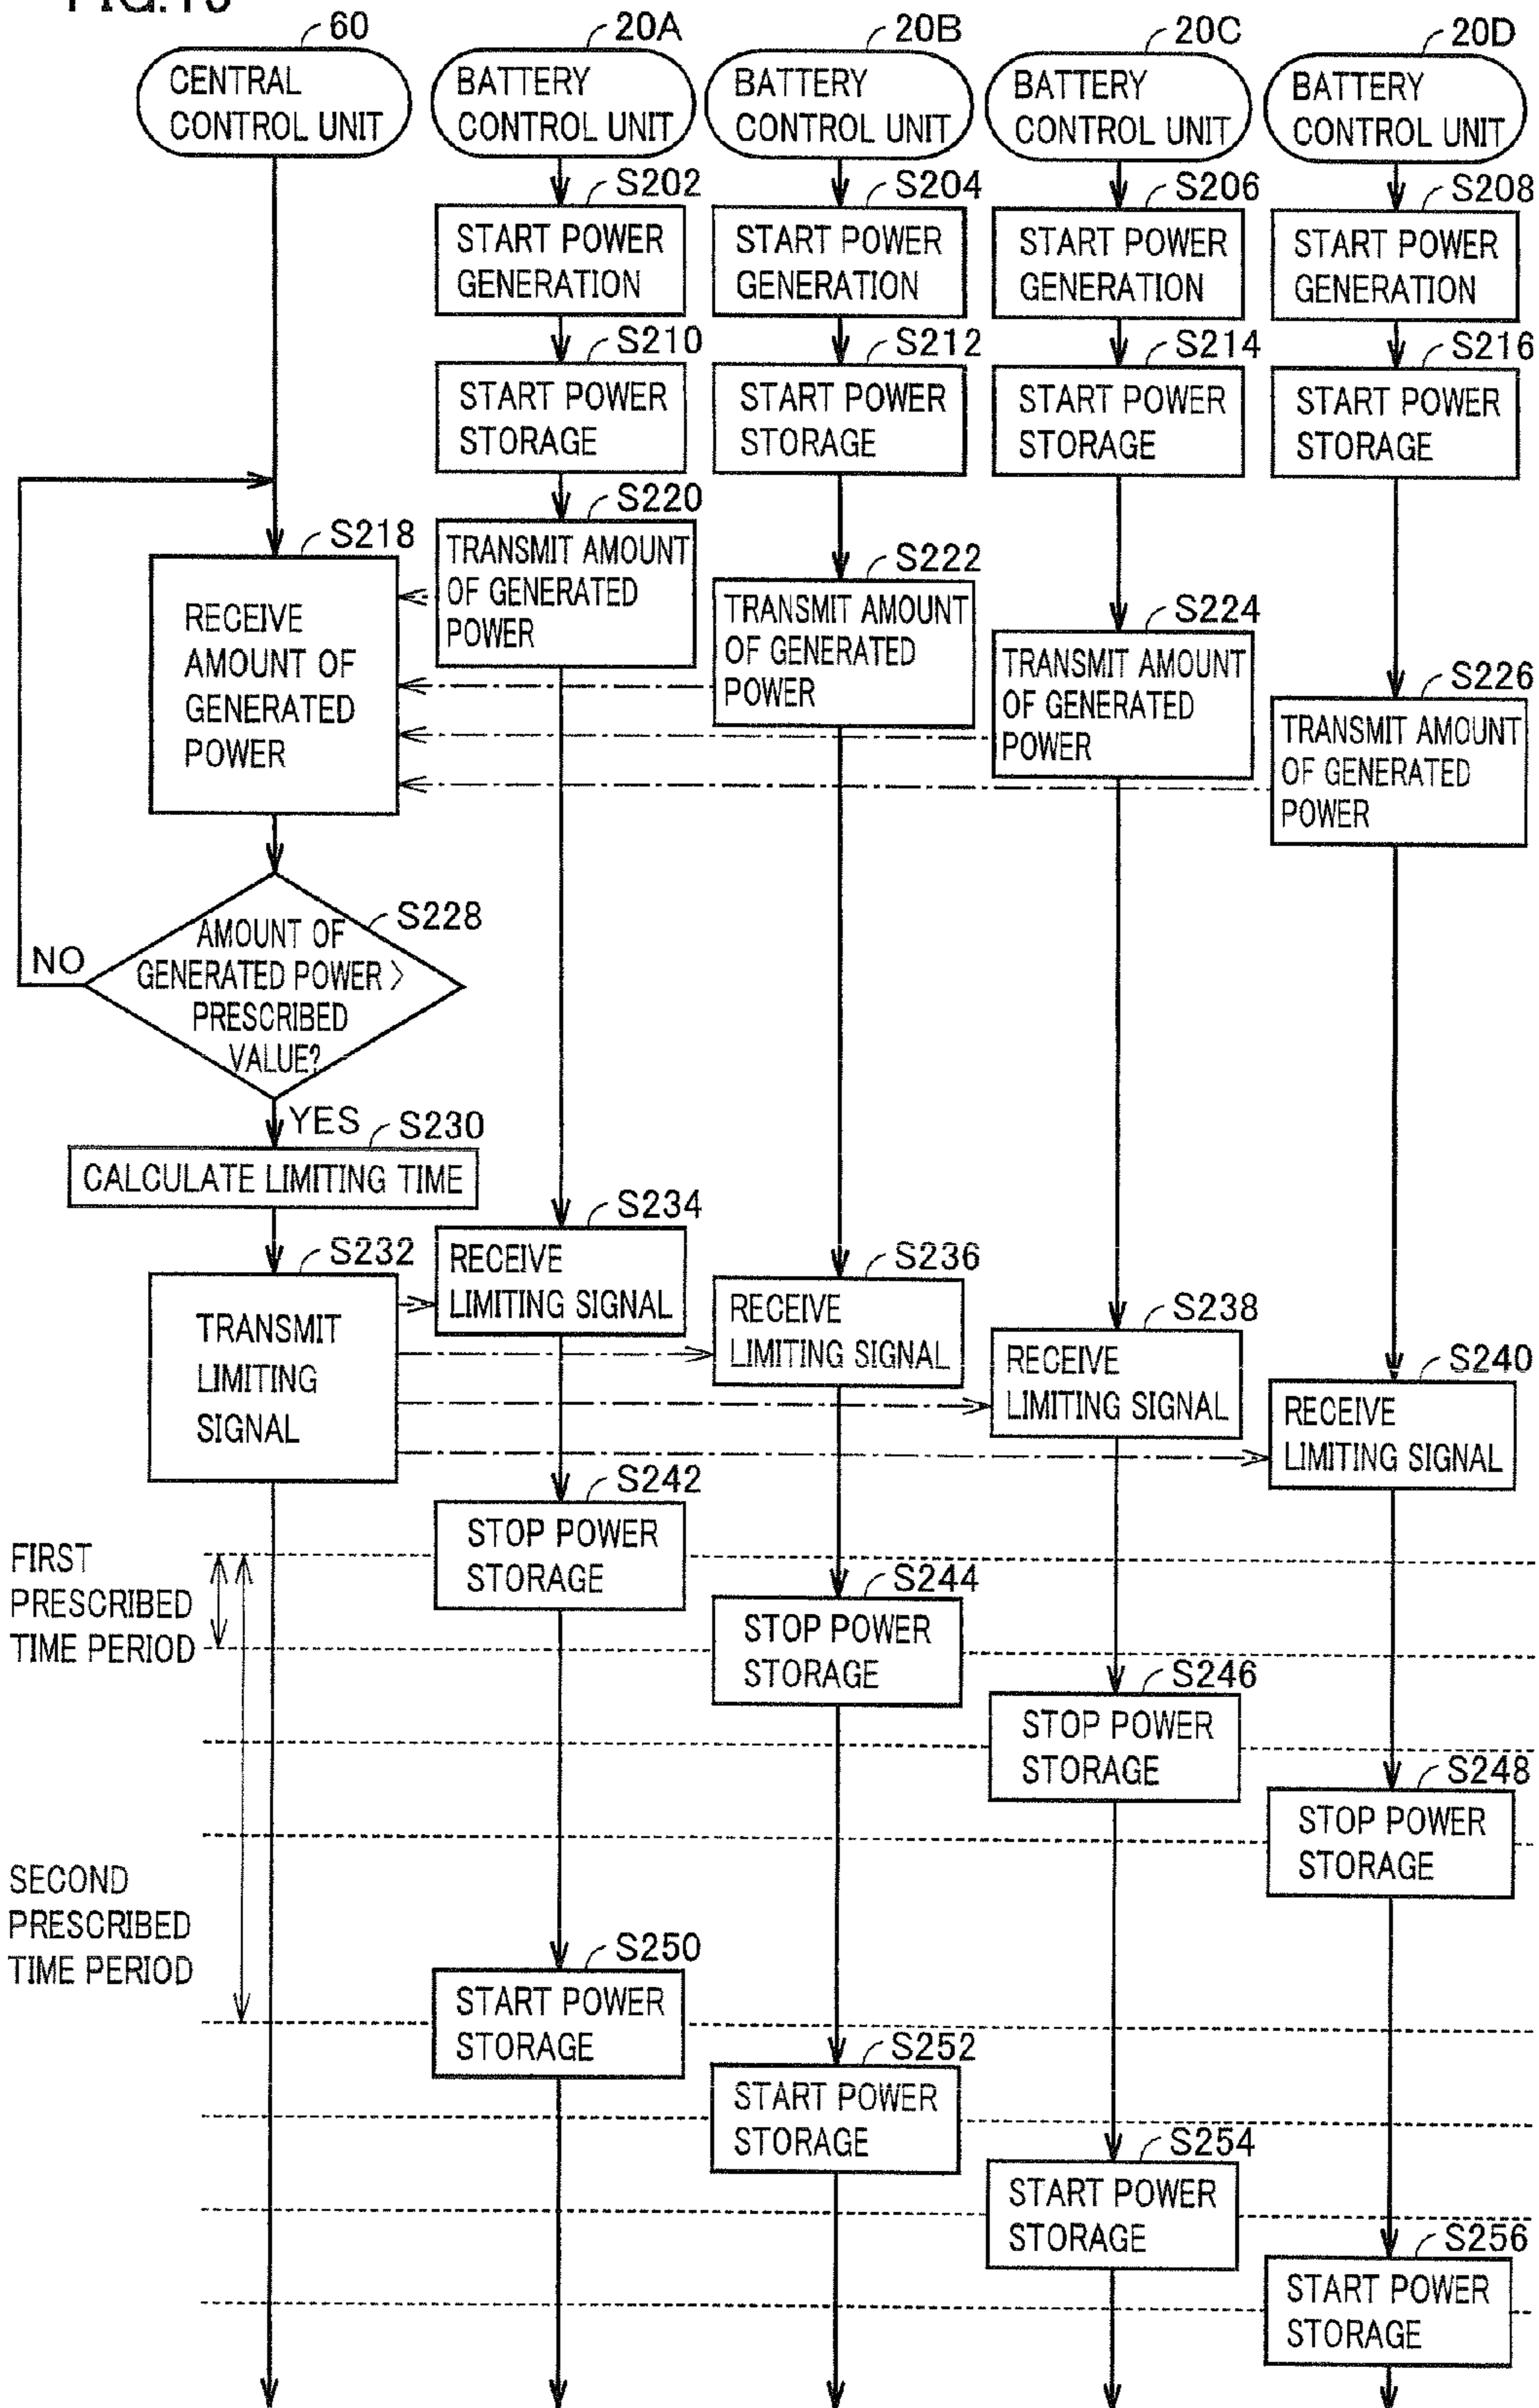 60
20A
20B
20C
20D
CENTRAL
CONTROL UNIT
BATTERY
CONTROL UNIT
BATTERY
CONTROL UNIT
BATTERY
CONTROL UNIT
BATTERY
CONTROL UNIT
S202
START POWER
GENERATION
S204
START POWER
GENERATION
S206
START POWER
GENERATION
S208
START POWER
GENERATION
S210
START POWER
STORAGE
S212
START POWER
STORAGE
S214
START POWER
STORAGE
S216
START POWER
STORAGE
S218
RECEIVE
AMOUNT OF
GENERATED
POWER
S220
TRANSMIT AMOUNT
OF GENERATED
POWER
S222
TRANSMIT AMOUNT
OF GENERATED
POWER
S224
TRANSMIT AMOUNT
OF GENERATED
POWER
S226
TRANSMIT AMOUNT
OF GENERATED
POWER
S228
AMOUNT OF
GENERATED POWER >
PRESCRIBED
VALUE?
NO
YES
S230
CALCULATE LIMITING TIME
S232
TRANSMIT
LIMITING
SIGNAL
S234
RECEIVE
LIMITING SIGNAL
S236
RECEIVE
LIMITING SIGNAL
S238
RECEIVE
LIMITING SIGNAL
S240
RECEIVE
LIMITING SIGNAL
S242
STOP POWER
STORAGE
FIRST
PRESCRIBED
TIME PERIOD
S244
STOP POWER
STORAGE
S246
STOP POWER
STORAGE
S248
STOP POWER
STORAGE
SECOND
PRESCRIBED
TIME PERIOD
S250
START POWER
STORAGE
S252
START POWER
STORAGE
S254
START POWER
STORAGE
S256
START POWER
STORAGE